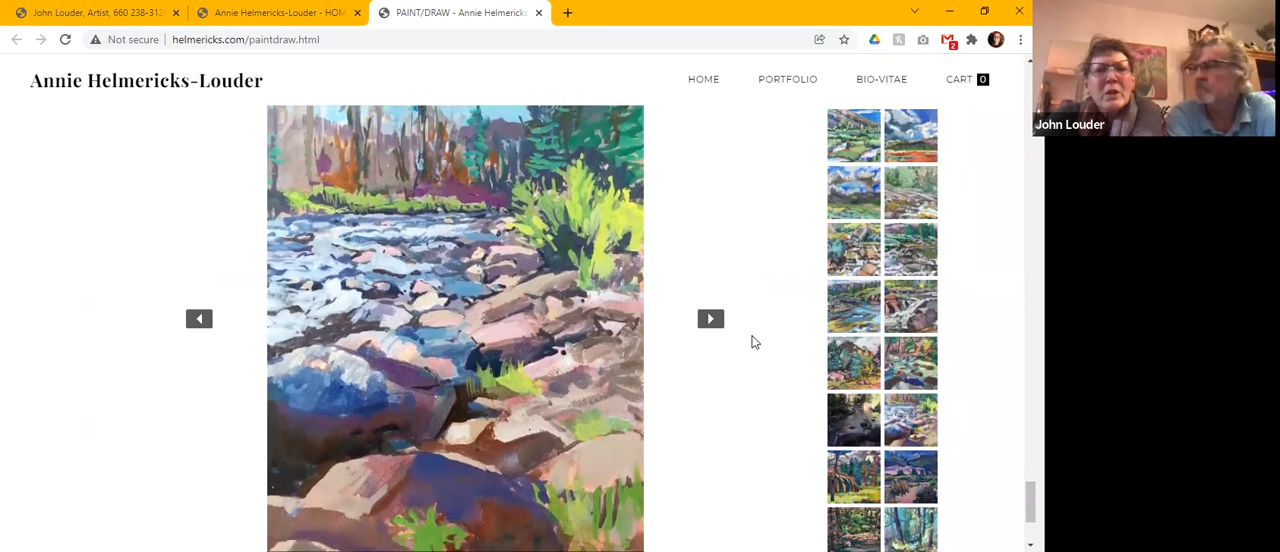 John Louder, Artist, 660 238-312
Annie Helmericks-Louder - HOM
PAINT/DRAW - Annie Helmericks
Not secure
helmericks.com/paintdraw.html
2
Annie Helmericks-Louder
HOME
PORTFOLIO
BIO-VITAE
CART 0
John Louder